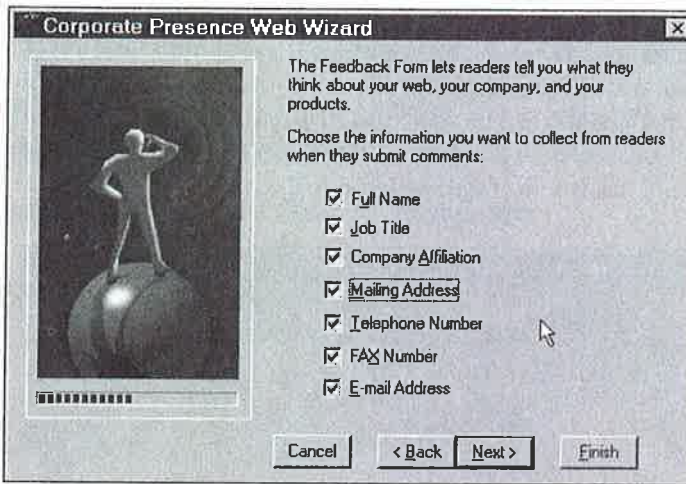 Corporate Presence Web Wizard
The Feedback Form lets readers tell you what they
think about your web, your company, and your
products.
Choose the information you want to collect from readers
when they submit comments:
Full Name
Job Title
Company Affiliation
Mailing Address
Telephone Number
FAX Number
E-mail Address
Cancel
< Back
Next >
Finish